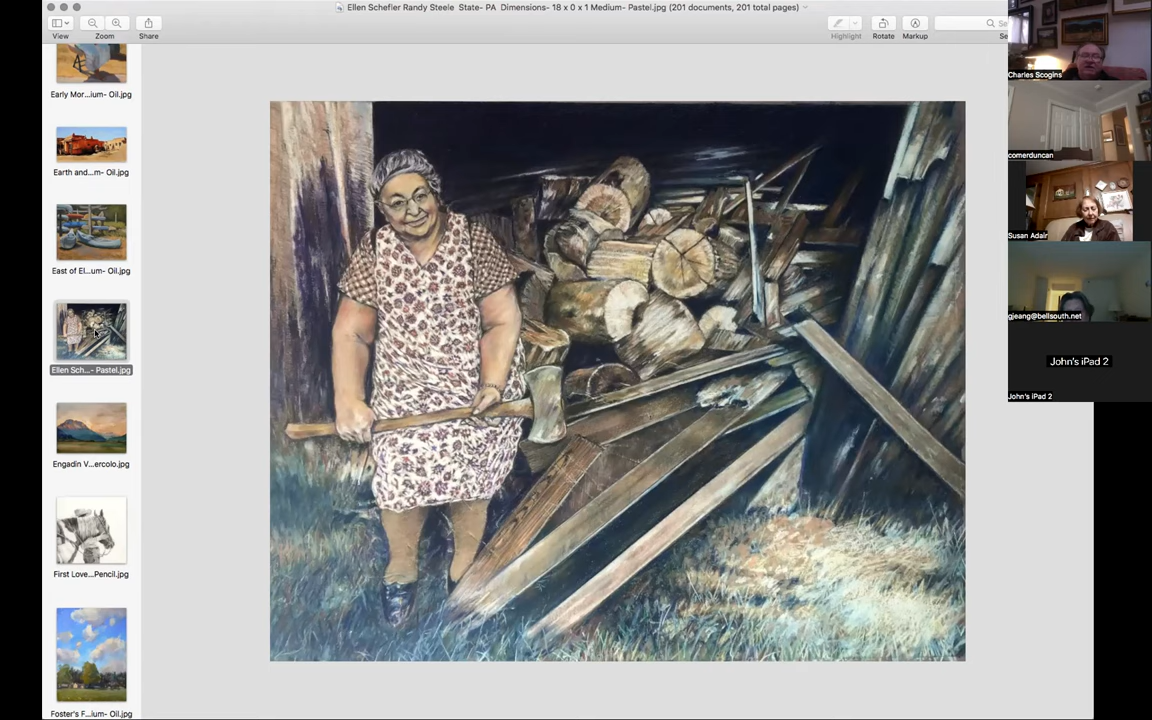 Ellen Schefler Randy Steele State- PA Dimensions- 18 x 0 x 1 Medium- Pastel.jpg (201 documents, 201 total pages)
View
Zoom
Share
Highlight
Rotate
Markup
Se
Early Mor...ium- Oil.jpg
Earth and...m- Oil.jpg
East of El...um- Oil.jpg
Ellen Sch...- Pastel.jpg
Engadin V...ercolo.jpg
First Love...Pencil.jpg
Foster's F...ium- Oil.jpg
Charles Scogins
comerduncan
Susan Adair
gjeang@bellsouth.net
John's iPad 2
John's iPad 2